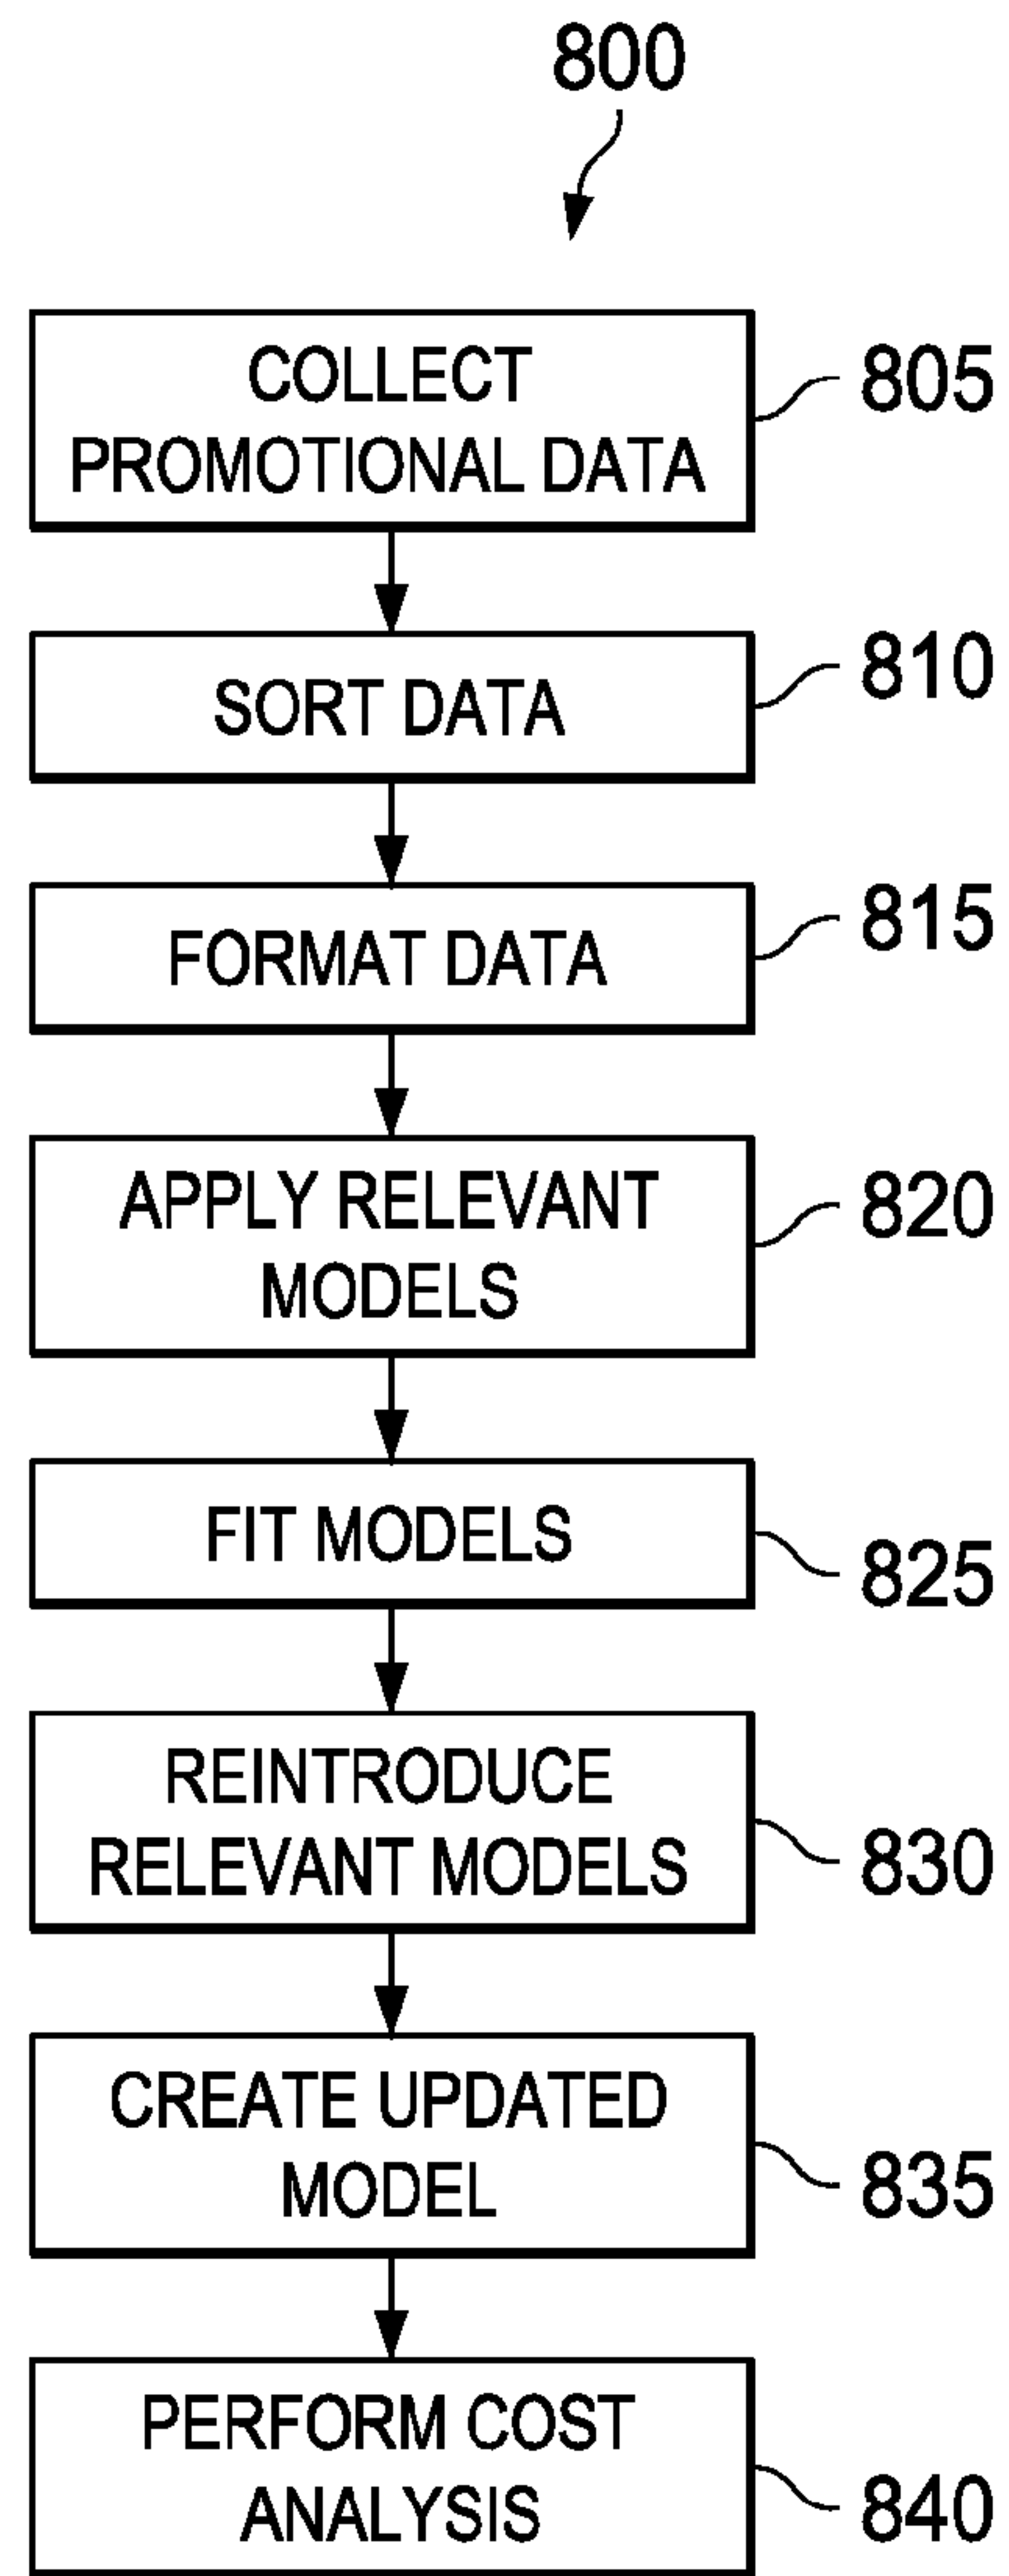 800
COLLECT
PROMOTIONAL DATA
805
SORT DATA
810
FORMAT DATA
815
APPLY RELEVANT
MODELS
820
FIT MODELS
825
REINTRODUCE
RELEVANT MODELS
830
CREATE UPDATED
MODEL
835
PERFORM COST
ANALYSIS
840